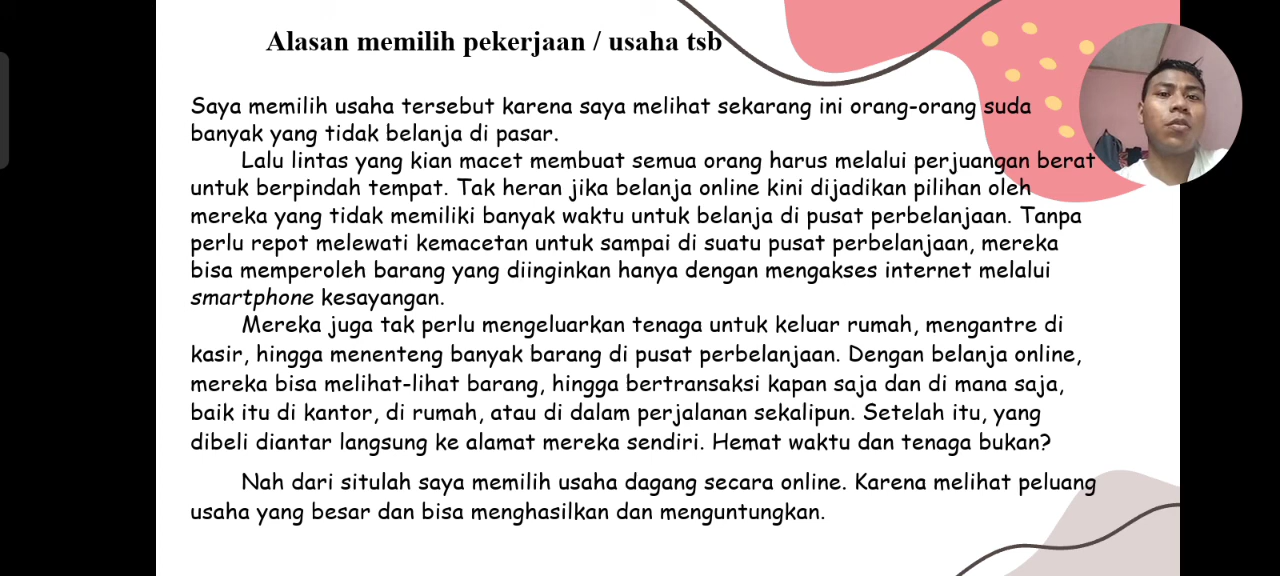 Alasan memilih pekerjaan / usaha tsb
Saya memilih usaha tersebut karena saya melihat sekarang ini orang-orang suda
banyak yang tidak belanja di pasar.
Lalu lintas yang kian macet membuat semua orang harus melalui perjuangan berat
untuk berpindah tempat. Tak heran jika belanja online kini dijadikan pilihan oleh
mereka yang tidak memiliki banyak waktu untuk belanja di pusat perbelanjaan. Tanpa
perlu repot melewati kemacetan untuk sampai di suatu pusat perbelanjaan, mereka
bisa memperoleh barang yang diinginkan hanya dengan mengakses internet melalui
smartphone kesayangan.
Mereka juga tak perlu mengeluarkan tenaga untuk keluar rumah, mengantre di
kasir, hingga menenteng banyak barang di pusat perbelanjaan. Dengan belanja online,
mereka bisa melihat-lihat barang, hingga bertransaksi kapan saja dan di mana saja,
baik itu di kantor, di rumah, atau di dalam perjalanan sekalipun. Setelah itu, yang
dibeli diantar langsung ke alamat mereka sendiri. Hemat waktu dan tenaga bukan?
Nah dari situlah saya memilih usaha dagang secara online. Karena melihat peluang
usaha yang besar dan bisa menghasilkan dan menguntungkan.